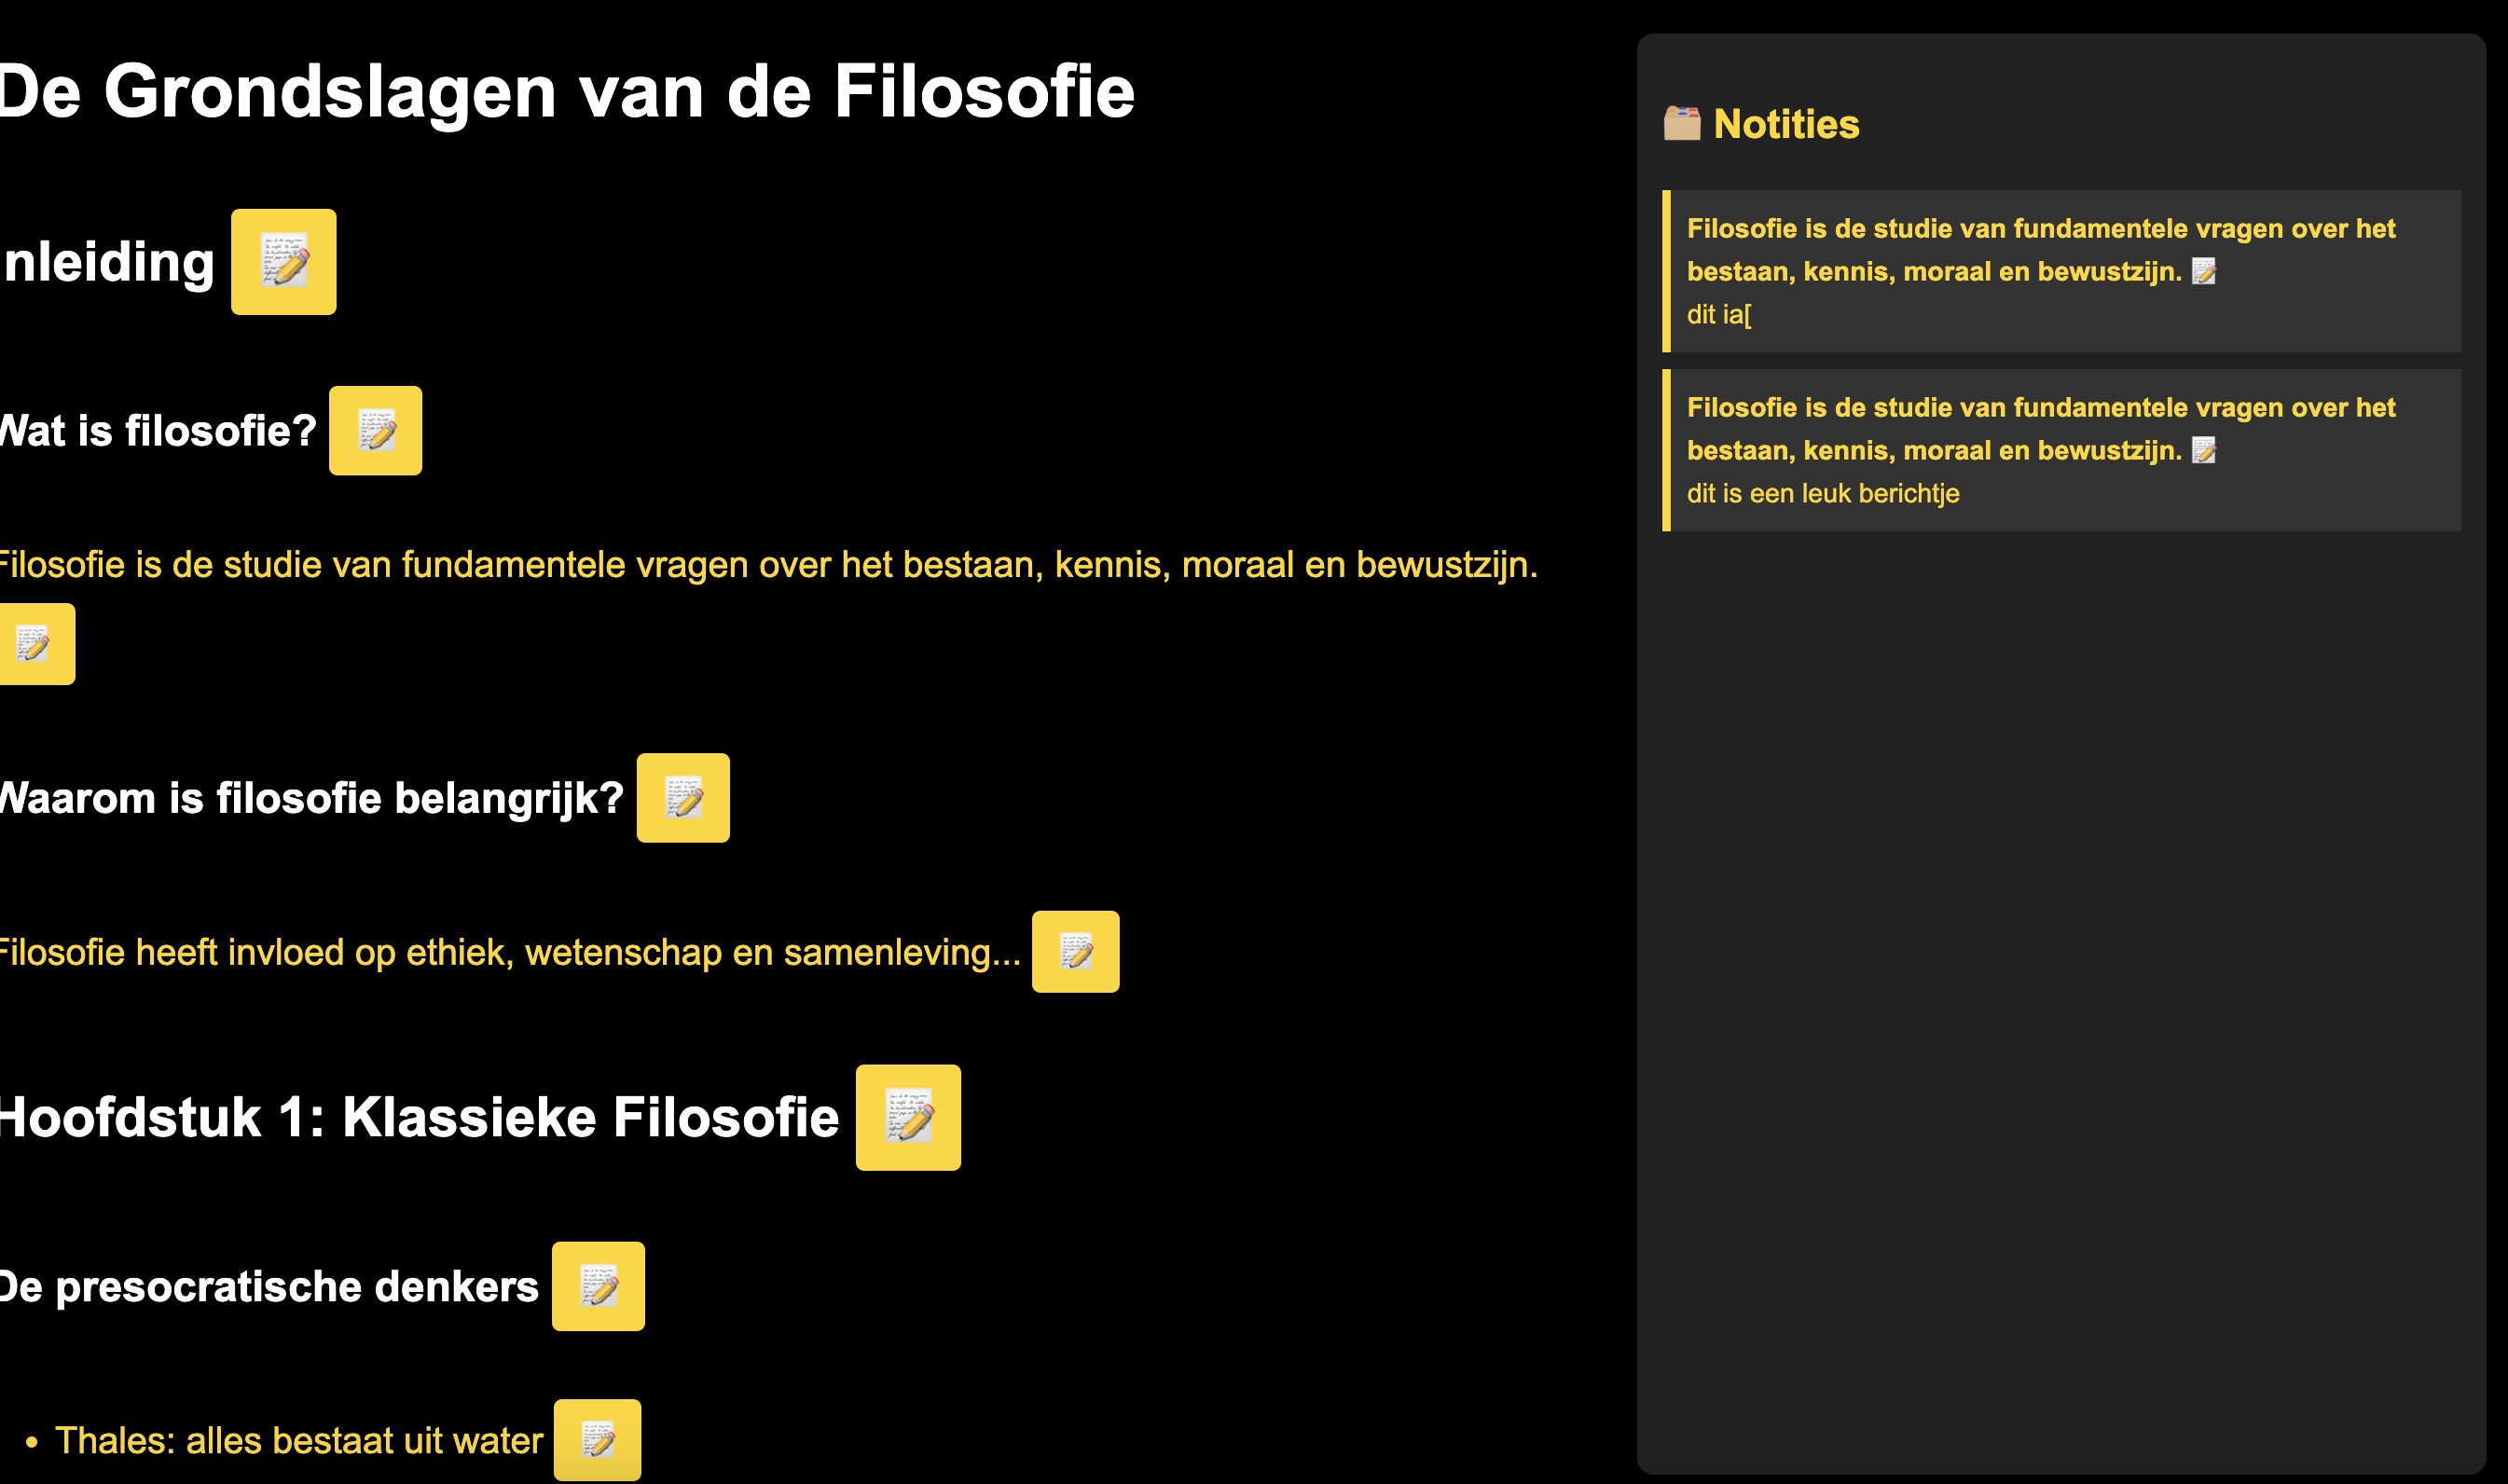 De Grondslagen van de Filosofie
nleiding
Wat is filosofie?
Filosofie is de studie van fundamentele vragen over het bestaan, kennis, moraal en bewustzijn.
Waarom is filosofie belangrijk?
Filosofie heeft invloed op ethiek, wetenschap en samenleving...
Hoofdstuk 1: Klassieke Filosofie
De presocratische denkers
• Thales: alles bestaat uit water
Notities
Filosofie is de studie van fundamentele vragen over het
bestaan, kennis, moraal en bewustzijn.
dit ia[
Filosofie is de studie van fundamentele vragen over het
bestaan, kennis, moraal en bewustzijn.
dit is een leuk berichtje